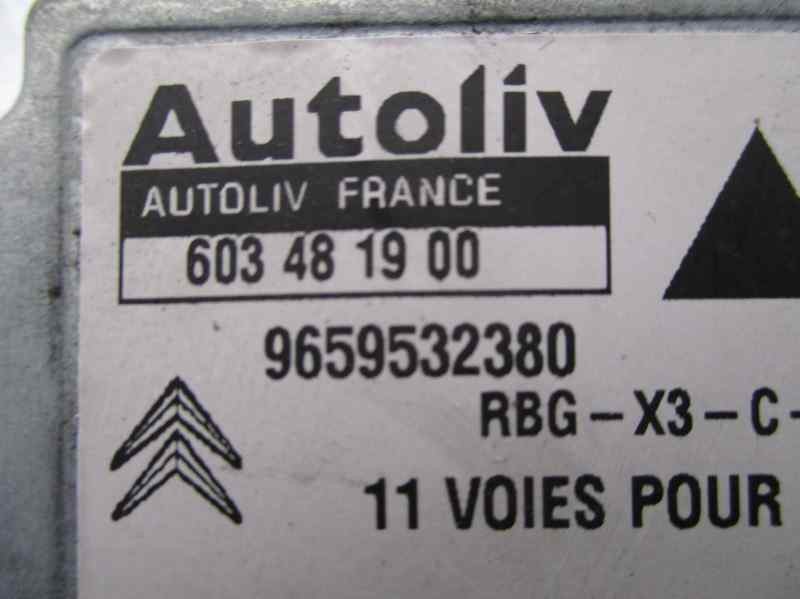 Autoliv
AUTOLIV FRANCE
603 48 19 00
9659532380
RBG-X3-C-
11 VOIES POUR